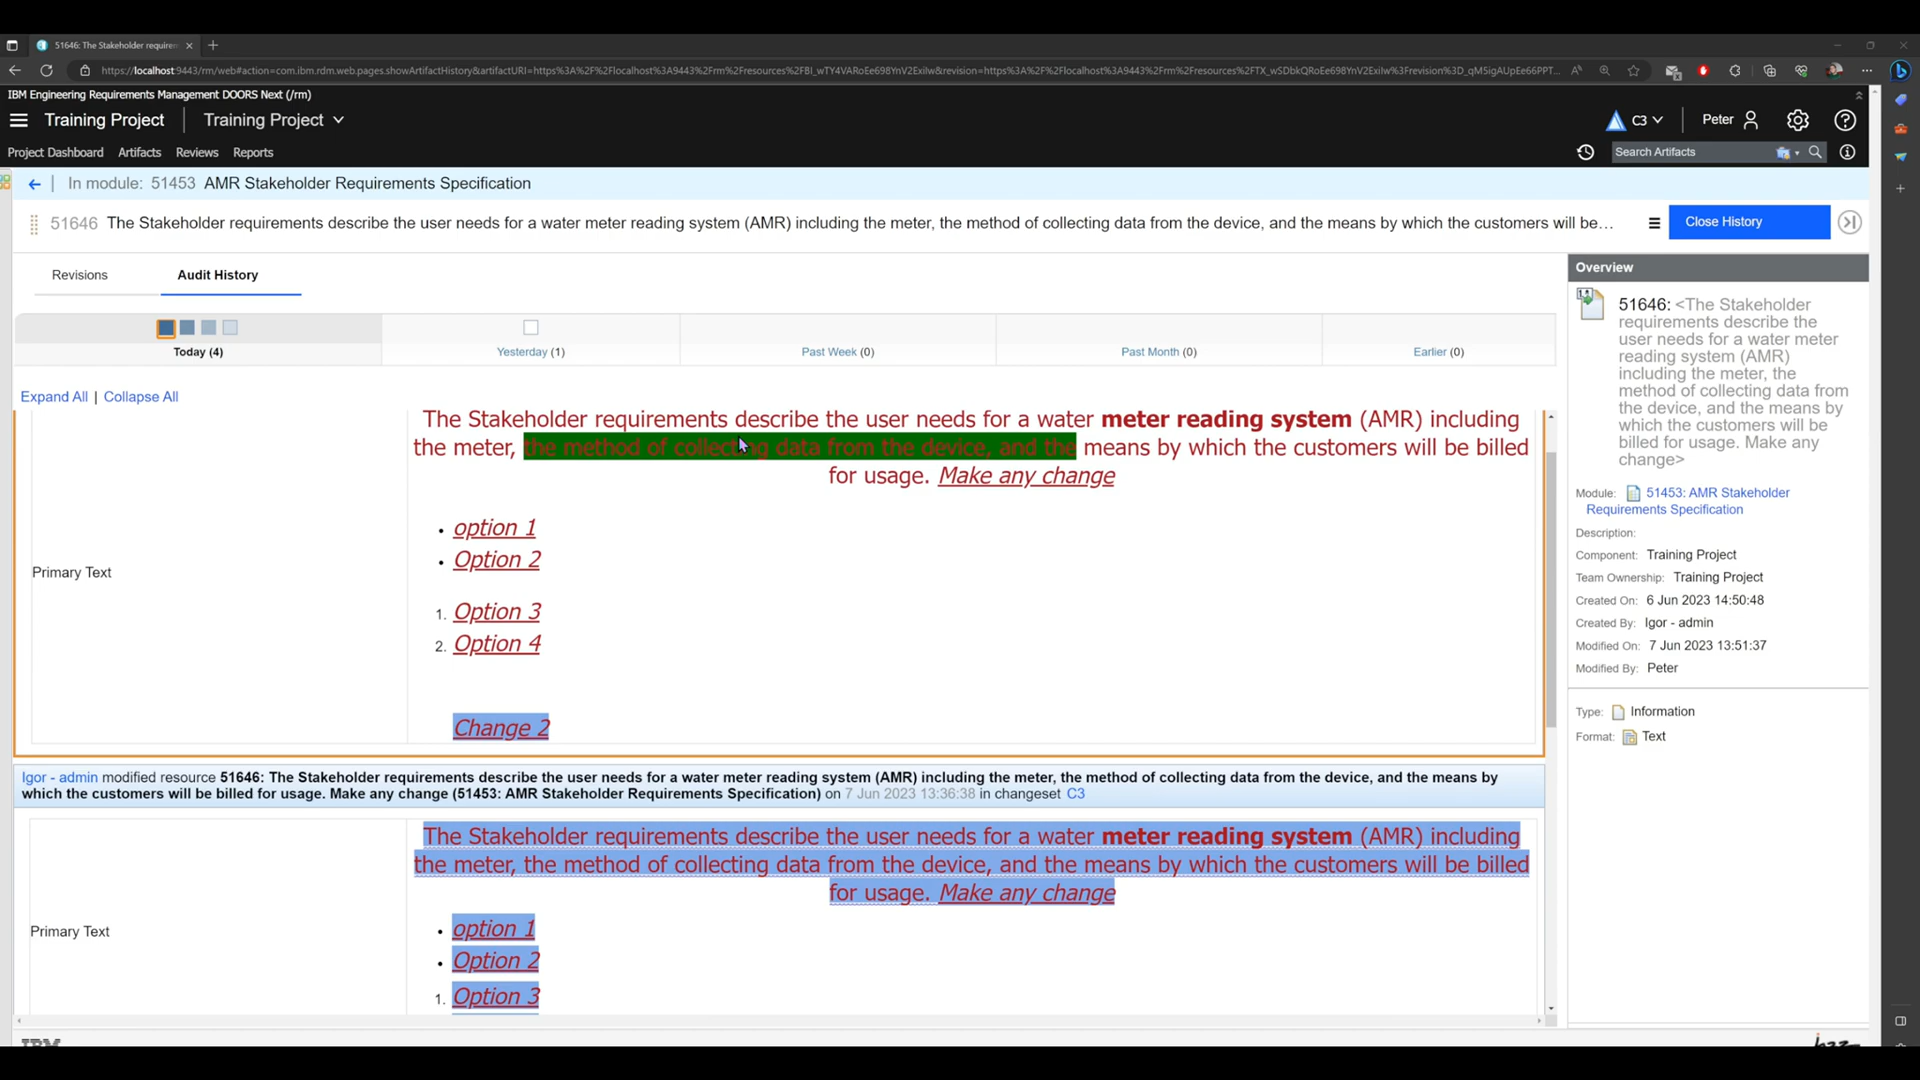 51646: The Stakeholder requiren
https://localhost:9443/rm/web#action=com.ibm.rdm.web.pages.showArtifactHistory&artifactURI=https%3A%2F%2Flocalhost%3A9443%2Frm%2Fresources%2FBI_wTY4VARoEe698YnV2ExiIw&revision=https%3A%2F%2Flocalhost%3A9443%2Frm%2Fresources%2FTX_wSDbkQRoEe698YnV2ExiIw%3Frevision%3D_qM5igAUpEe66PPT...
IBM Engineering Requirements Management DOORS Next (/rm)
Training Project
Training Project
C3
Peter
Project Dashboard
Artifacts
Reviews
Reports
Search Artifacts
In module: 51453 AMR Stakeholder Requirements Specification
51646 The Stakeholder requirements describe the user needs for a water meter reading system (AMR) including the meter, the method of collecting data from the device, and the means by which the customers will be...
Close History
Revisions
Audit History
Today (4)
Yesterday (1)
Past Week (0)
Past Month (0)
Earlier (0)
Expand All | Collapse All
The Stakeholder requirements describe the user needs for a water meter reading system (AMR) including
the meter, the method of collecting data from the device, and the means by which the customers will be billed
for usage. Make any change
• option 1
• Option 2
1. Option 3
2. Option 4
Primary Text
Change 2
Igor - admin modified resource 51646: The Stakeholder requirements describe the user needs for a water meter reading system (AMR) including the meter, the method of collecting data from the device, and the means by
which the customers will be billed for usage. Make any change (51453: AMR Stakeholder Requirements Specification) on 7 Jun 2023 13:36:38 in changeset C3
The Stakeholder requirements describe the user needs for a water meter reading system (AMR) including
the meter, the method of collecting data from the device, and the means by which the customers will be billed
for usage. Make any change
• option 1
Primary Text
• Option 2
1. Option 3
Overview
51646: <The Stakeholder
requirements describe the
user needs for a water meter
reading system (AMR)
including the meter, the
method of collecting data from
the device, and the means by
which the customers will be
billed for usage. Make any
change>
Module: 51453: AMR Stakeholder
Requirements Specification
Description:
Component: Training Project
Team Ownership: Training Project
Created On: 6 Jun 2023 14:50:48
Created By: Igor - admin
Modified On: 7 Jun 2023 13:51:37
Modified By: Peter
Type: Information
Format: Text
IBM